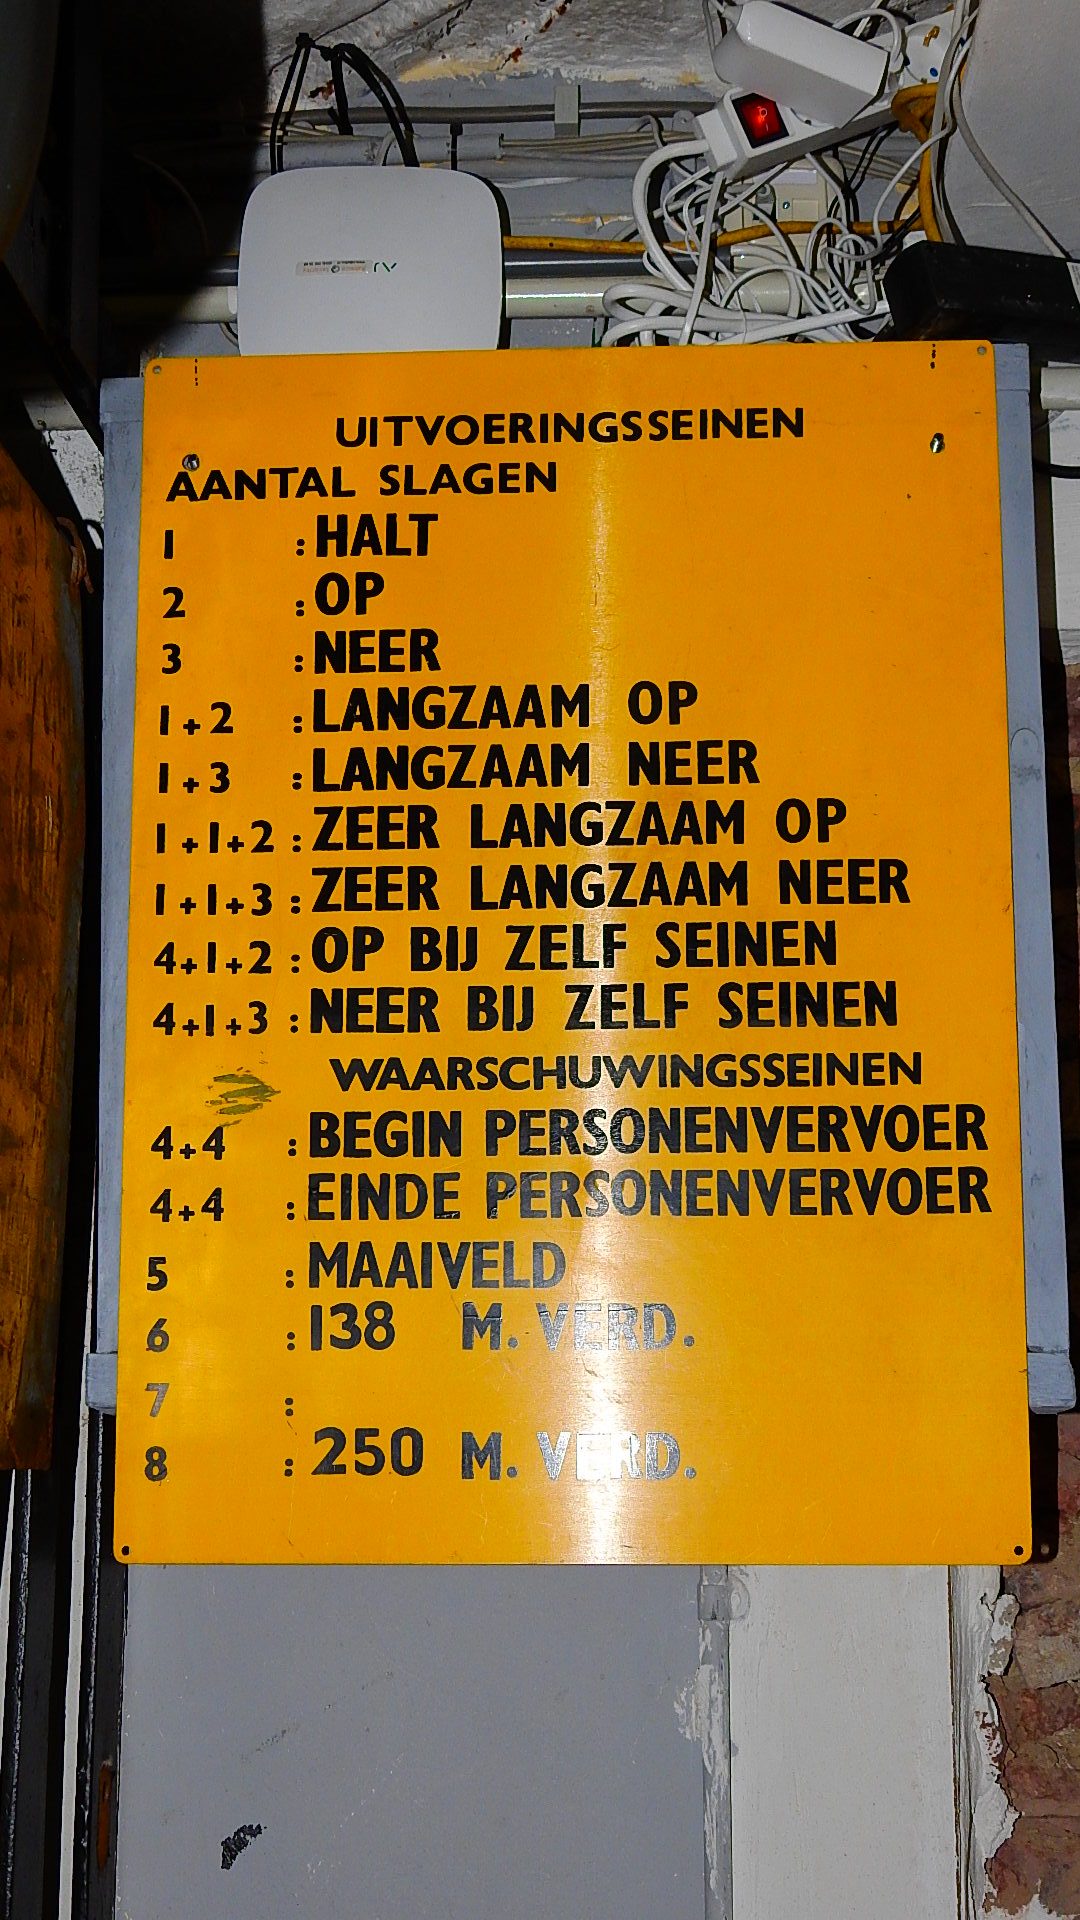 UITVOERINGSSEINEN
AANTAL SLAGEN
1 : HALT
2 : OP
3 : NEER
1+2 : LANGZAAM OP
1+3 : LANGZAAM NEER
1+1+2 : ZEER LANGZAAM OP
1+1+3 : ZEER LANGZAAM NEER
4+1+2 : OP BIJ ZELF SEINEN
4+1+3 : NEER BIJ ZELF SEINEN
WAARSCHUWINGSSEINEN
4+4 : BEGIN PERSONENVERVOER
4+4 : EINDE PERSONENVERVOER
5 : MAAIVELD
6 : 138 M. VERD.
7 :
8 : 250 M. VERD.